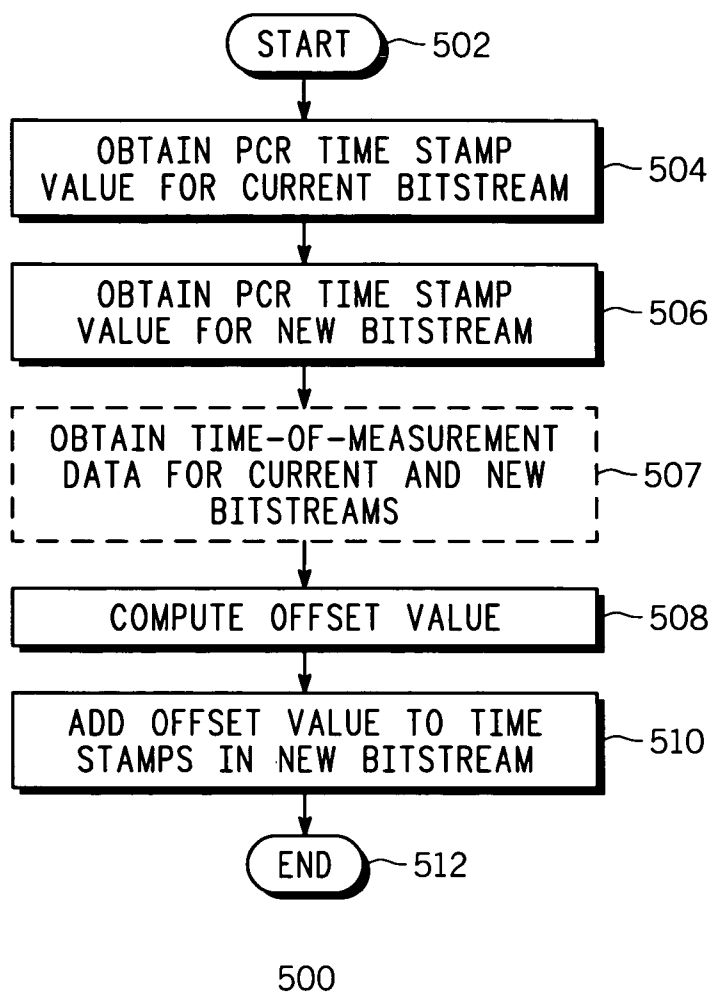 START
502
OBTAIN PCR TIME STAMP
VALUE FOR CURRENT BITSTREAM
504
OBTAIN PCR TIME STAMP
VALUE FOR NEW BITSTREAM
506
OBTAIN TIME-OF-MEASUREMENT
DATA FOR CURRENT AND NEW
BITSTREAMS
507
COMPUTE OFFSET VALUE
508
ADD OFFSET VALUE TO TIME
STAMPS IN NEW BITSTREAM
510
END
512
500